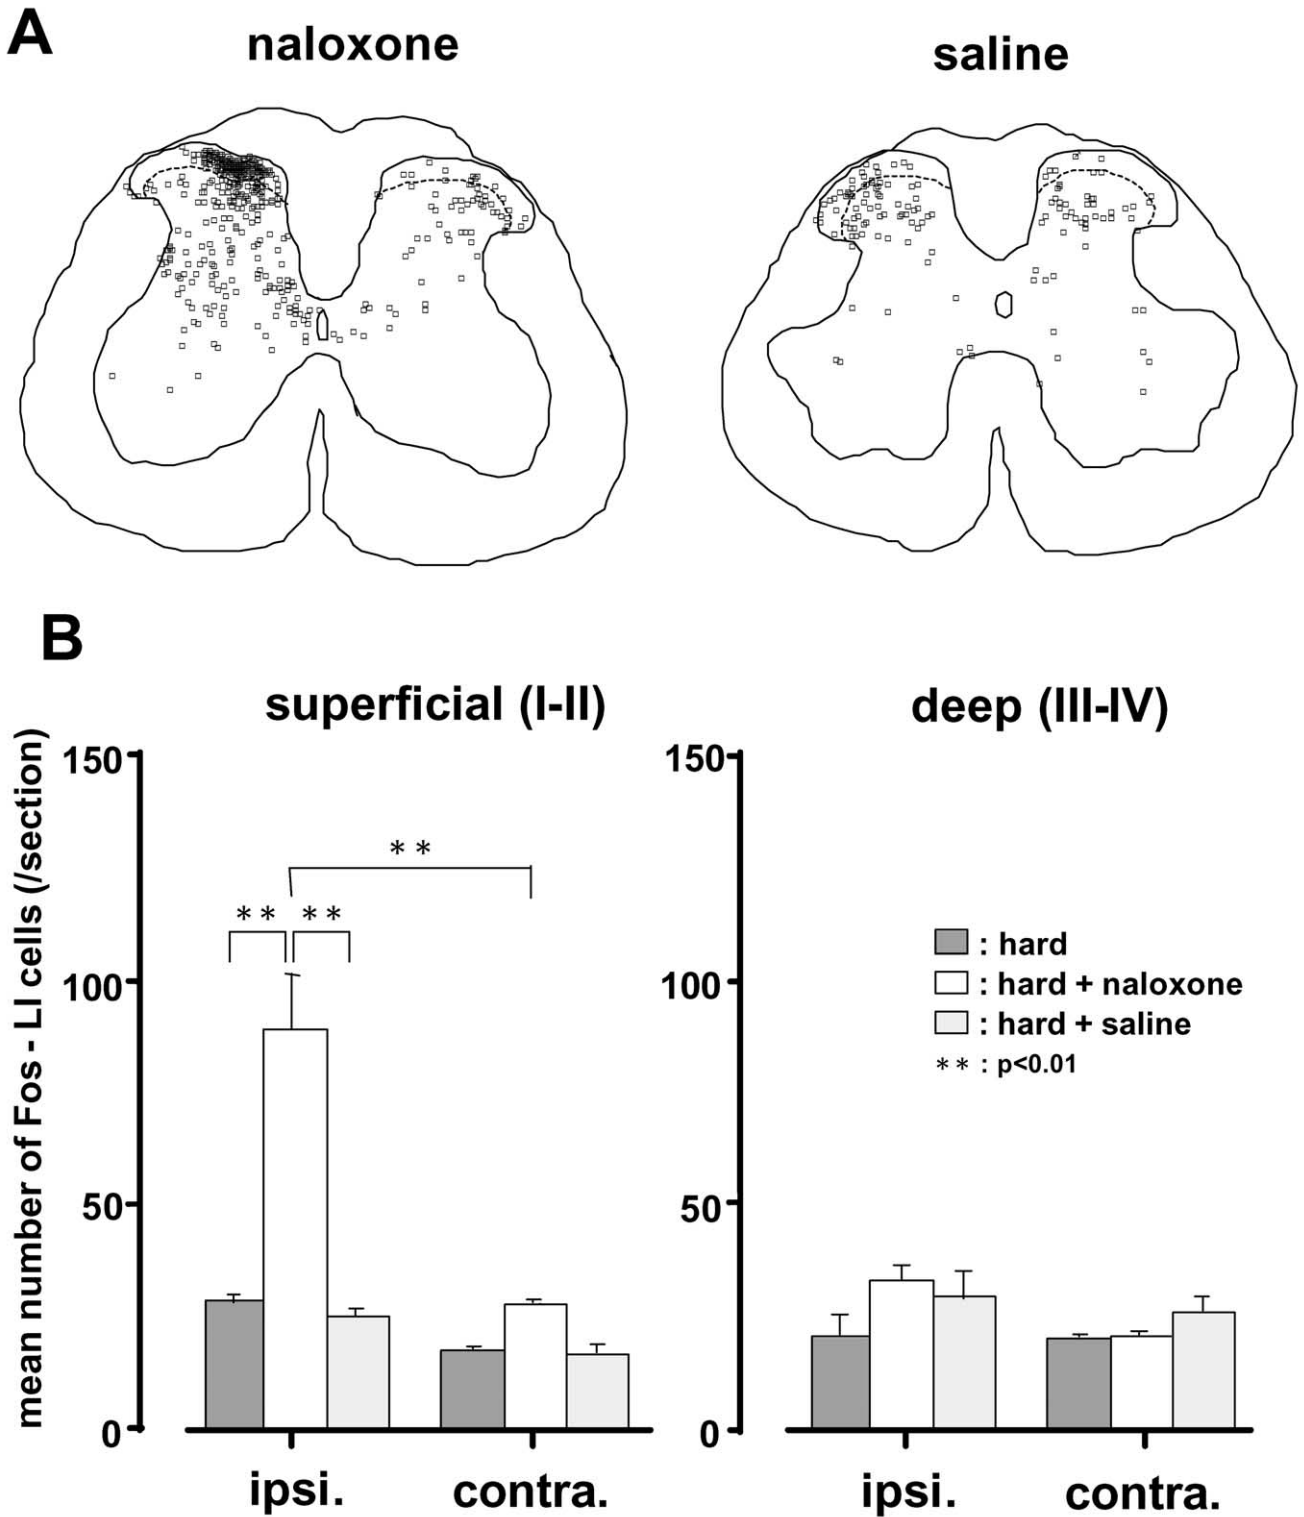 A
naloxone
saline
B
superficial (I-II)
deep (III-IV)
mean number of Fos - LI cells (/section)
150
100
50
0
** 
** **
ipsi.
contra.
150
100
50
0
: hard
: hard + naloxone
: hard + saline
** : p<0.01
ipsi.
contra.